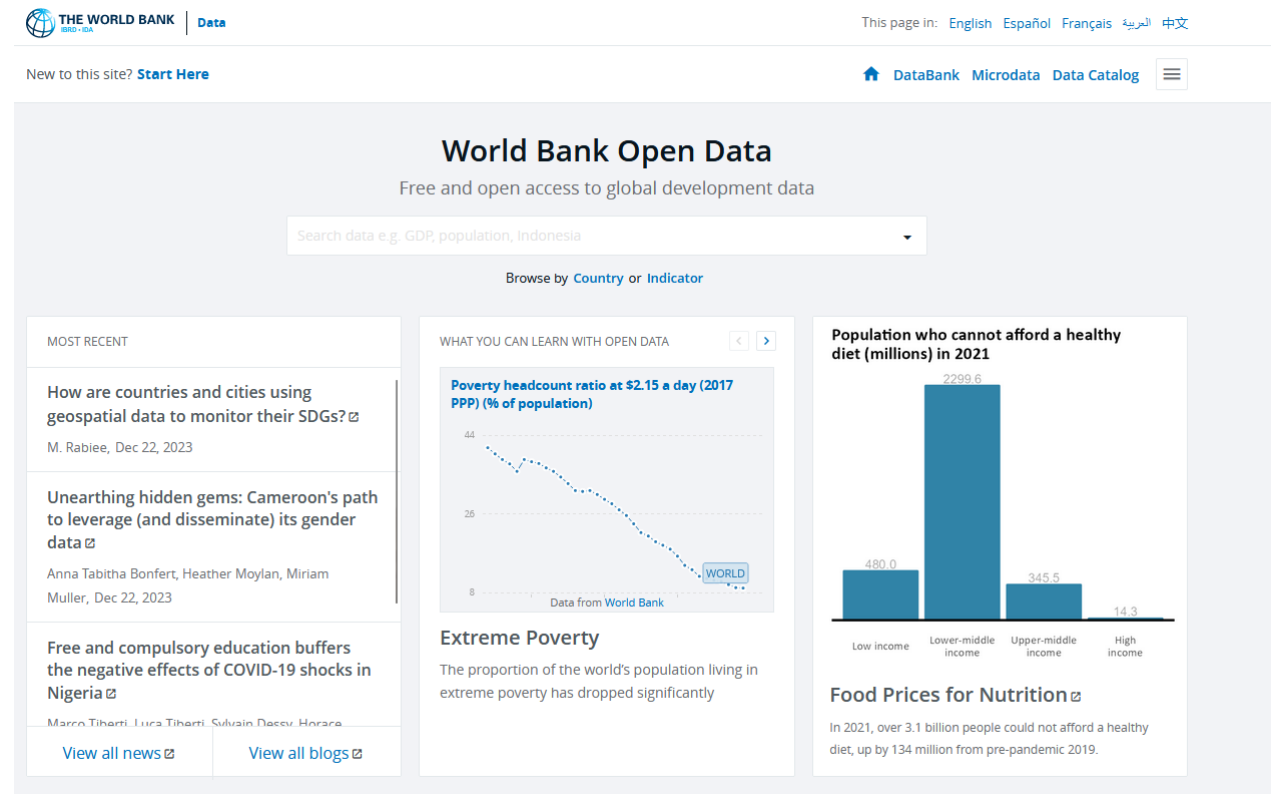 THE WORLD BANK
IBRD • IDA
Data
This page in: English Español Français العربية 中文
New to this site? Start Here
DataBank Microdata Data Catalog
World Bank Open Data
Free and open access to global development data
Search data e.g. GDP, population, Indonesia
Browse by Country or Indicator
MOST RECENT
How are countries and cities using
geospatial data to monitor their SDGs?
M. Rabiee, Dec 22, 2023
Unearthing hidden gems: Cameroon's path
to leverage (and disseminate) its gender
data
Anna Tabitha Bonfert, Heather Moylan, Miriam
Muller, Dec 22, 2023
Free and compulsory education buffers
the negative effects of COVID-19 shocks in
Nigeria
Marco Tiberti, Luca Tiberti, Sylvain Dessy, Horace
View all news
View all blogs
WHAT YOU CAN LEARN WITH OPEN DATA
Poverty headcount ratio at $2.15 a day (2017
PPP) (% of population)
44
26
8
WORLD
Data from World Bank
Extreme Poverty
The proportion of the world's population living in
extreme poverty has dropped significantly
Population who cannot afford a healthy
diet (millions) in 2021
2299.6
480.0
345.5
14.3
Low income
Lower-middle
income
Upper-middle
income
High
income
Food Prices for Nutrition
In 2021, over 3.1 billion people could not afford a healthy
diet, up by 134 million from pre-pandemic 2019.